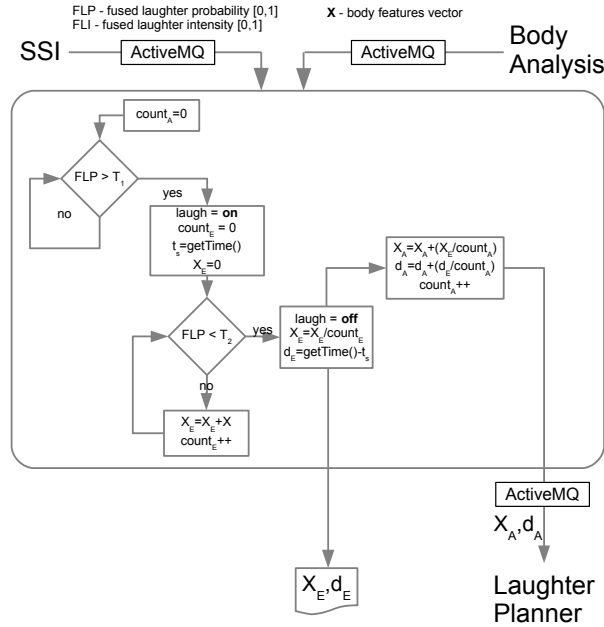 FLP - fused laughter probability [0,1]
FLI - fused laughter intensity [0,1]
X - body features vector
SSI
ActiveMQ
ActiveMQ
Body
Analysis
count_A=0
FLP > T_1
yes
no
laugh = on
count_E = 0
t_s=getTime()
X_E=0
FLP < T_2
yes
no
X_E=X_E+X
count_E++
laugh = off
X_E=X_E/count_E
d_E=getTime()-t_s
X_A=X_A+(X_E/count_A)
d_A=d_A+(d_E/count_A)
count_A++
ActiveMQ
X_A,d_A
X_E,d_E
Laughter
Planner